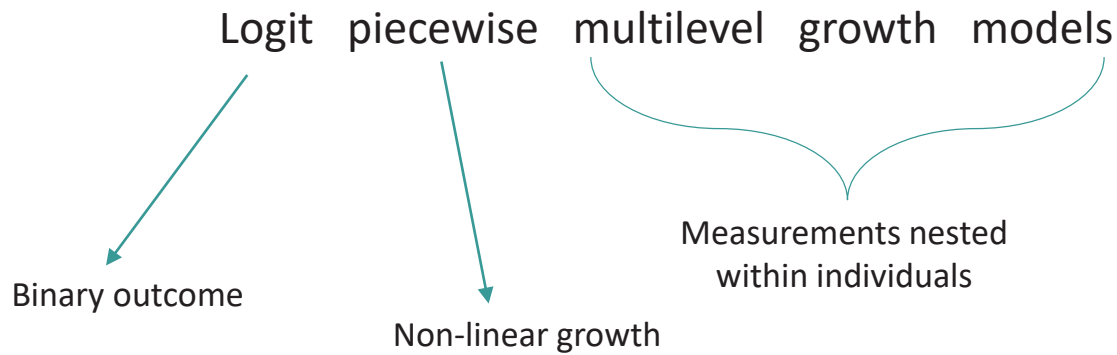 Logit piecewise multilevel growth models
Measurements nested
within individuals
Binary outcome
Non-linear growth